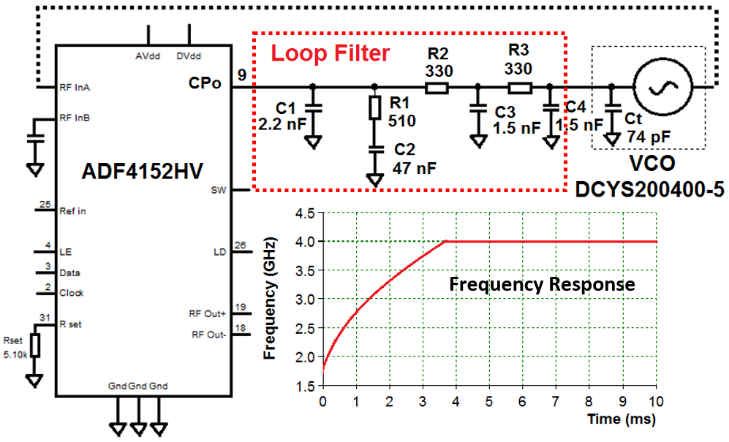 AVdd
DVdd
RF InA
CPo
9
RF InB
ADF4152HV
SW
25
Ref in
4
LE
LD
26
3
Data
2
Clock
RF Out+
19
31
R set
RF Out-
18
Rset
5.10k
Gnd Gnd Gnd
Loop Filter
R2
330
R3
330
C1
2.2 nF
R1
510
C2
47 nF
C3
1.5 nF
C4
1.5 nF
Ct
74 pF
VCO
DCYS200400-5
Frequency (GHz)
4.5
4.0
3.5
3.0
2.5
2.0
1.5
Frequency Response
0 1 2 3 4 5 6 7 8 9 10
Time (ms)